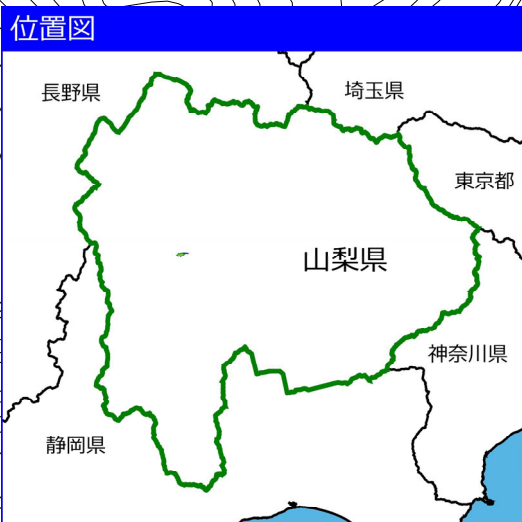 位置図
長野県
埼玉県
東京都
山梨県
神奈川県
静岡県